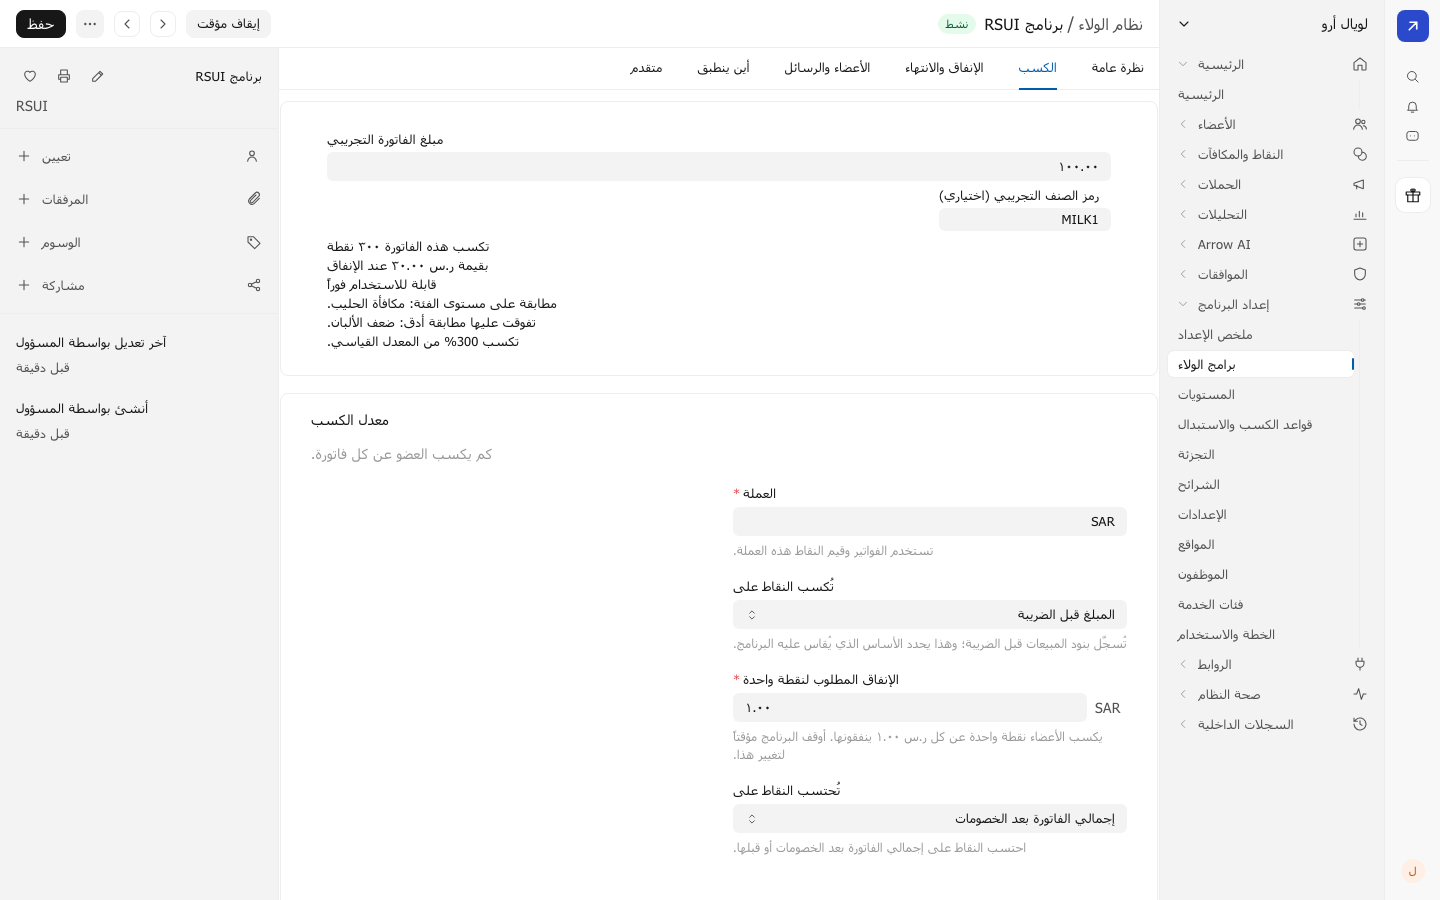 لويال أرو
الرئيسية
الرئيسية
الأعضاء
النقاط والمكافآت
الحملات
التحليلات
Arrow AI
الموافقات
إعداد البرنامج
ملخص الإعداد
برامج الولاء
المستويات
قواعد الكسب والاستبدال
التجزئة
الشرائح
الإعدادات
المواقع
الموظفون
فئات الخدمة
الخطة والاستخدام
الروابط
صحة النظام
السجلات الداخلية
ل
نظام الولاء / برنامج RSUI نشط
إيقاف مؤقت
حفظ
نظرة عامة
الكسب
الإنفاق والانتهاء
الأعضاء والرسائل
أين ينطبق
متقدم
مبلغ الفاتورة التجريبي
١٠٠.٠٠
رمز الصنف التجريبي (اختياري)
MILK1
تكسب هذه الفاتورة ٣٠٠ نقطة
بقيمة ر.س ٣٠.٠٠ عند الإنفاق
قابلة للاستخدام فوراً
مطابقة على مستوى الفئة: مكافأة الحليب.
تفوقت عليها مطابقة أدق: ضعف الألبان.
تكسب 300% من المعدل القياسي.
معدل الكسب
كم يكسب العضو عن كل فاتورة.
العملة *
SAR
تستخدم الفواتير وقيم النقاط هذه العملة.
تُكسب النقاط على
المبلغ قبل الضريبة
تُسجَّل بنود المبيعات قبل الضريبة؛ وهذا يحدد الأساس الذي يُقاس عليه البرنامج.
الإنفاق المطلوب لنقطة واحدة *
SAR
١.٠٠
يكسب الأعضاء نقطة واحدة عن كل ر.س ١.٠٠ ينفقونها. أوقف البرنامج مؤقتاً
لتغيير هذا.
تُحتسب النقاط على
إجمالي الفاتورة بعد الخصومات
احتسب النقاط على إجمالي الفاتورة بعد الخصومات أو قبلها.
برنامج RSUI
RSUI
تعيين
المرفقات
الوسوم
مشاركة
آخر تعديل بواسطة المسؤول
قبل دقيقة
أنشئ بواسطة المسؤول
قبل دقيقة